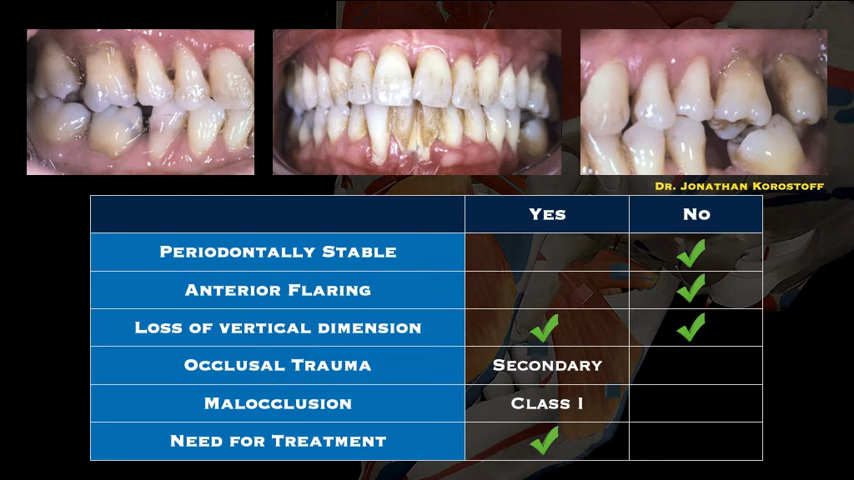 Dr. Jonathan Korostoff
Yes No
Periodontally Stable
Anterior Flaring
Loss of vertical dimension
Occlusal Trauma Secondary
Malocclusion Class I
Need for Treatment